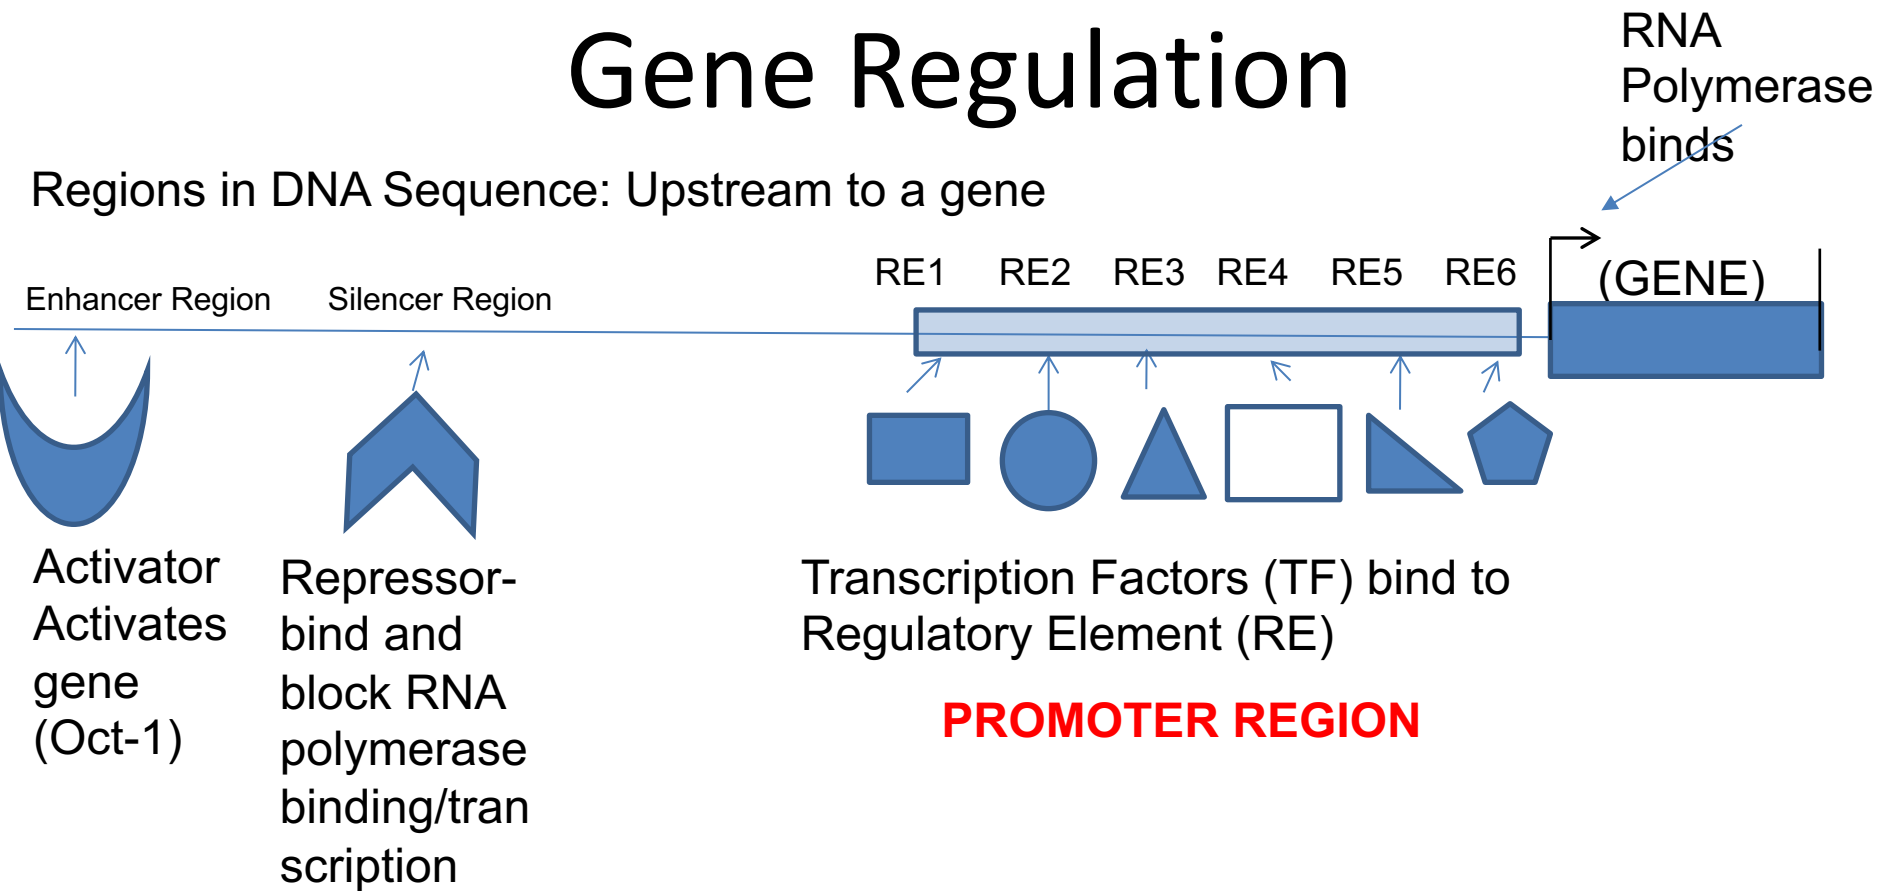 Gene Regulation
RNA
Polymerase
binds
Regions in DNA Sequence: Upstream to a gene
Enhancer Region
Silencer Region
RE1
RE2
RE3
RE4
RE5
RE6
(GENE)
Activator
Activates
gene
(Oct-1)
Repressor-
bind and
block RNA
polymerase
binding/tran
scription
Transcription Factors (TF) bind to
Regulatory Element (RE)
PROMOTER REGION